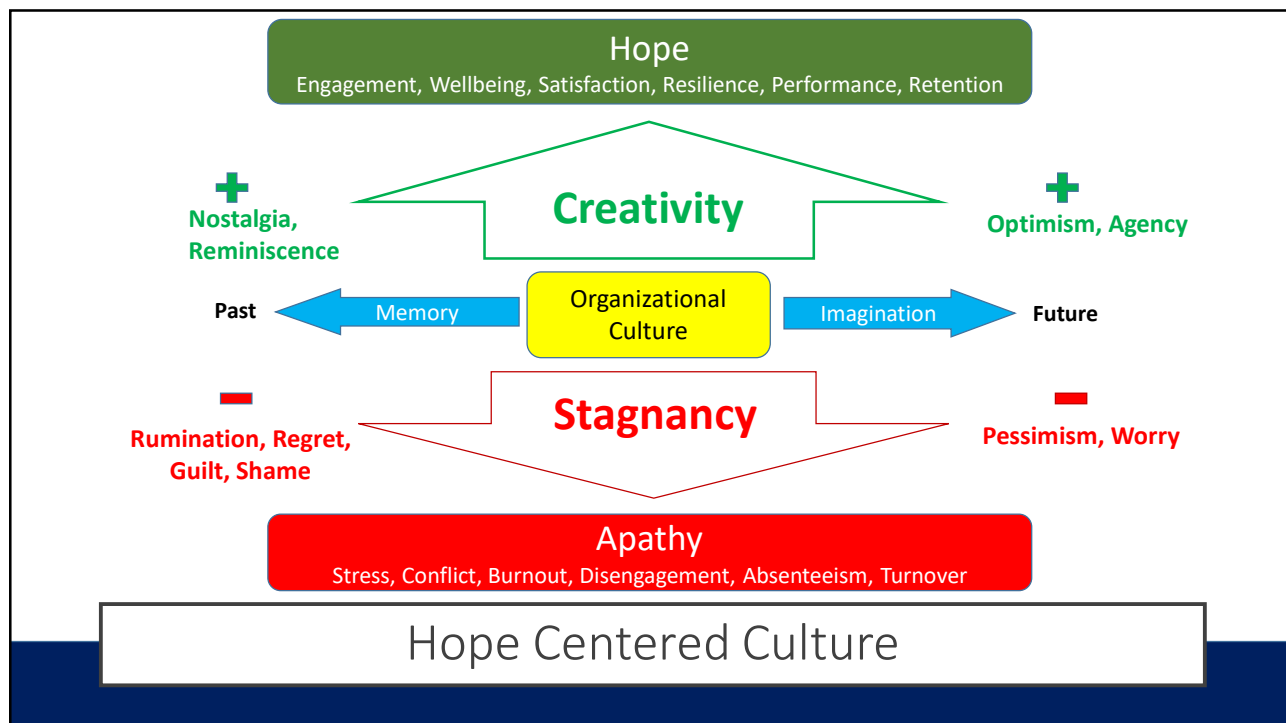 Hope
Engagement, Wellbeing, Satisfaction, Resilience, Performance, Retention
Creativity
Nostalgia,
Reminiscence
Optimism, Agency
Past
Memory
Organizational
Culture
Imagination
Future
Stagnancy
Rumination, Regret,
Guilt, Shame
Pessimism, Worry
Apathy
Stress, Conflict, Burnout, Disengagement, Absenteeism, Turnover
Hope Centered Culture